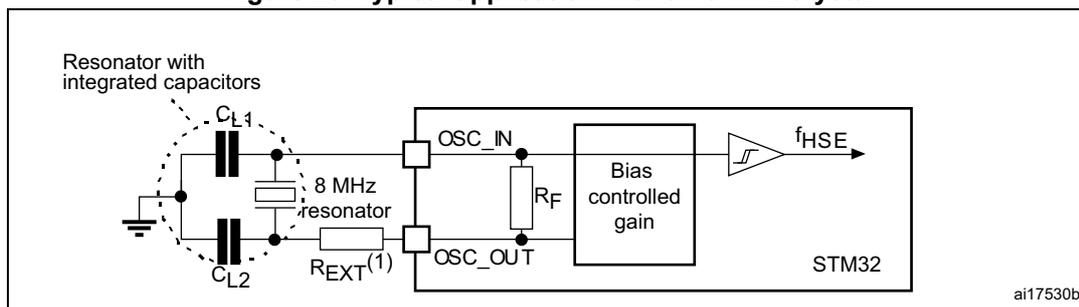 Resonator with
integrated capacitors
CL1
OSC_IN
fHSE
8 MHz
resonator
RF
Bias
controlled
gain
OSC_OUT
REXT(1)
CL2
STM32
ai17530b